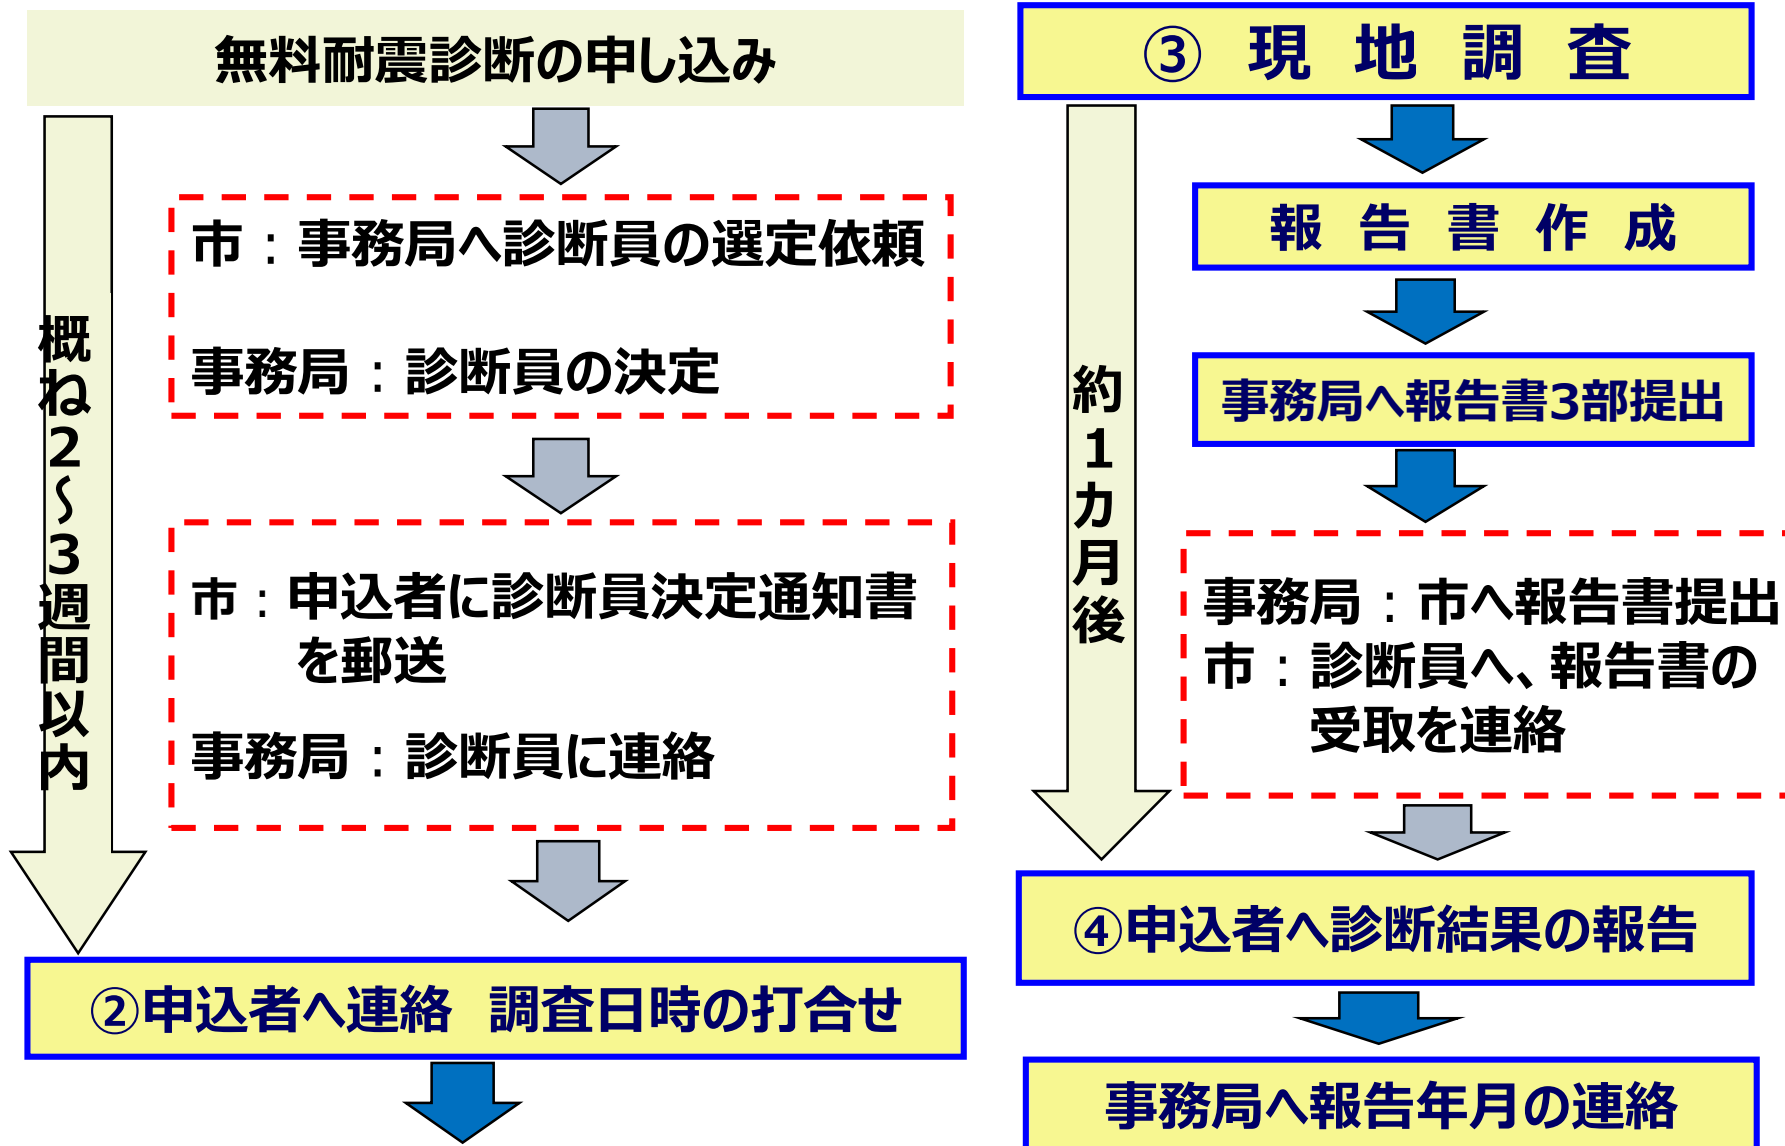 無料耐震診断の申し込み
市：事務局へ診断員の選定依頼
事務局：診断員の決定
概ね2～3週間以内
市：申込者に診断員決定通知書
を郵送
事務局：診断員に連絡
②申込者へ連絡　調査日時の打合せ
③　現　地　調　査
報　告　書　作　成
事務局へ報告書3部提出
約1カ月後
事務局：市へ報告書提出
市：診断員へ、報告書の
受取を連絡
④申込者へ診断結果の報告
事務局へ報告年月の連絡